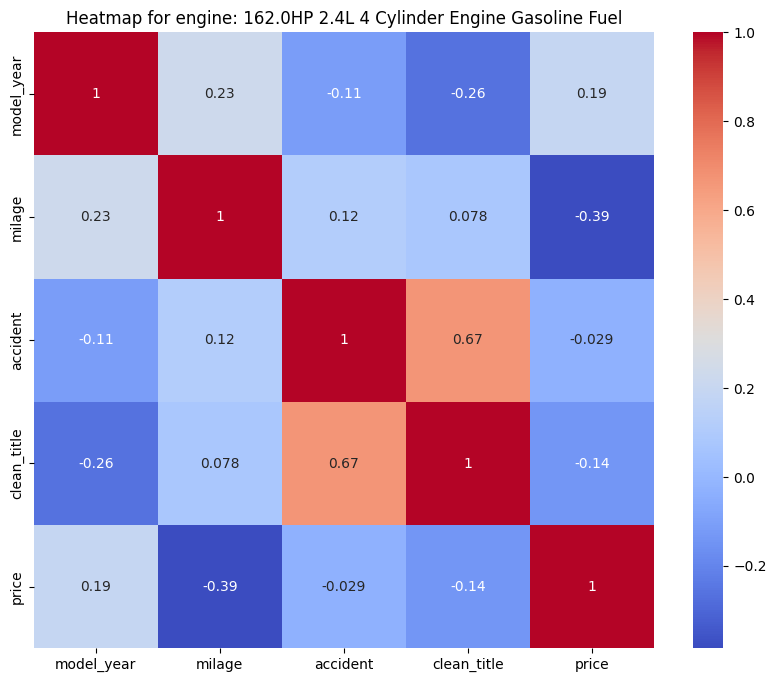 Heatmap for engine: 162.0HP 2.4L 4 Cylinder Engine Gasoline Fuel
model_year
1
0.23
-0.11
-0.26
0.19
milage
0.23
1
0.12
0.078
-0.39
accident
-0.11
0.12
1
0.67
-0.029
clean_title
-0.26
0.078
0.67
1
-0.14
price
0.19
-0.39
-0.029
-0.14
1
model_year
milage
accident
clean_title
price
1.0
0.8
0.6
0.4
0.2
0.0
−0.2